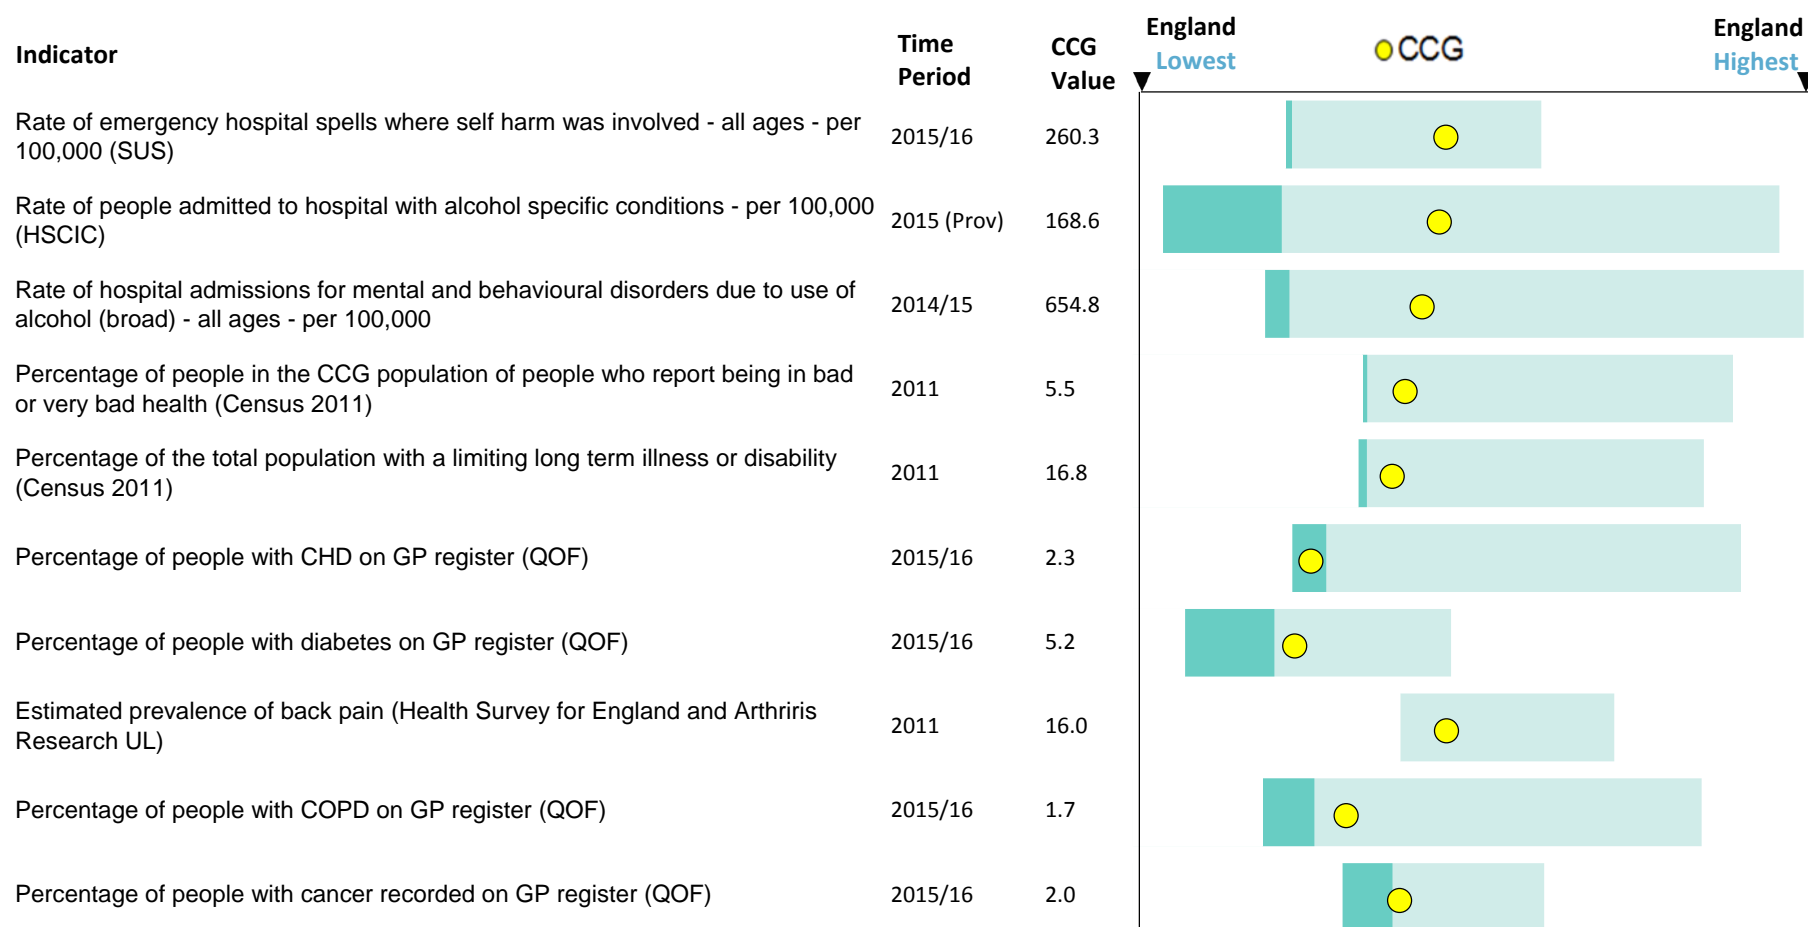 Indicator
Time Period
CCG Value
England Lowest
CCG
England Highest
Rate of emergency hospital spells where self harm was involved - all ages - per
100,000 (SUS)
2015/16
260.3
Rate of people admitted to hospital with alcohol specific conditions - per 100,000
(HSCIC)
2015 (Prov)
168.6
Rate of hospital admissions for mental and behavioural disorders due to use of
alcohol (broad) - all ages - per 100,000
2014/15
654.8
Percentage of people in the CCG population of people who report being in bad
or very bad health (Census 2011)
2011
5.5
Percentage of the total population with a limiting long term illness or disability
(Census 2011)
2011
16.8
Percentage of people with CHD on GP register (QOF)
2015/16
2.3
Percentage of people with diabetes on GP register (QOF)
2015/16
5.2
Estimated prevalence of back pain (Health Survey for England and Arthriris
Research UL)
2011
16.0
Percentage of people with COPD on GP register (QOF)
2015/16
1.7
Percentage of people with cancer recorded on GP register (QOF)
2015/16
2.0